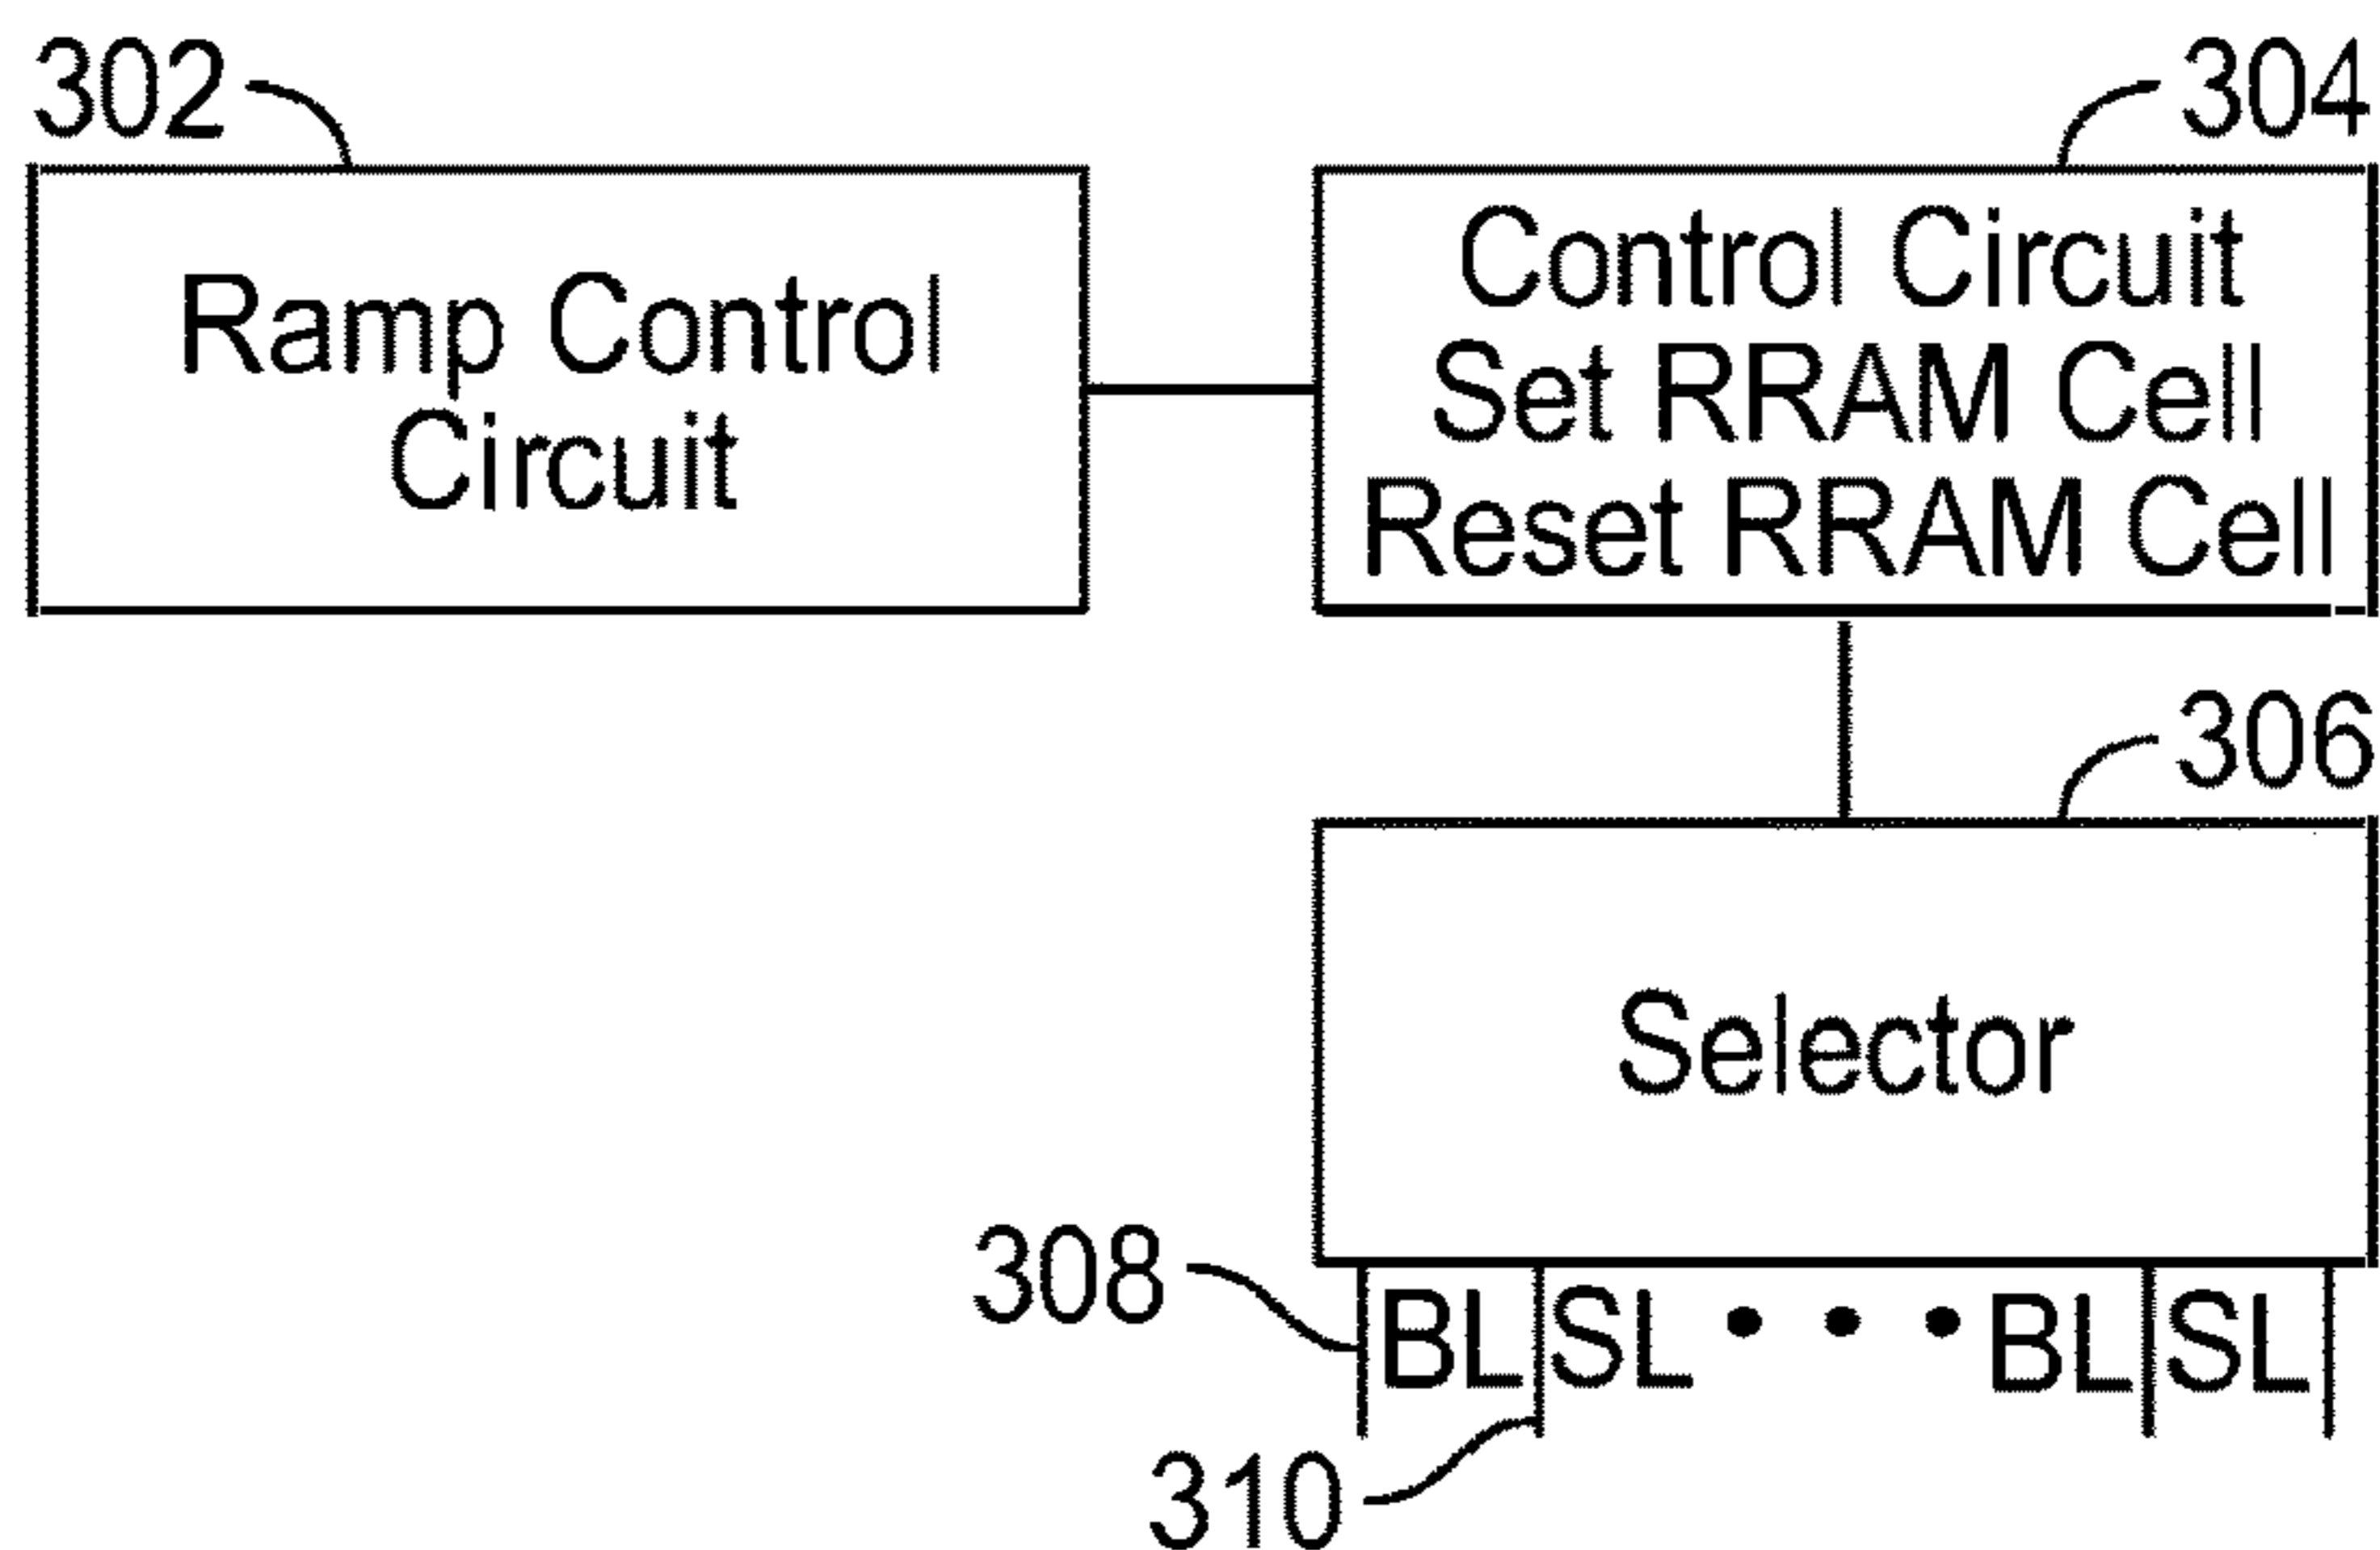 302
304
Ramp Control
Circuit
Control Circuit
Set RRAM Cell
Reset RRAM Cell
306
Selector
308
BL SL • • • BL SL
310